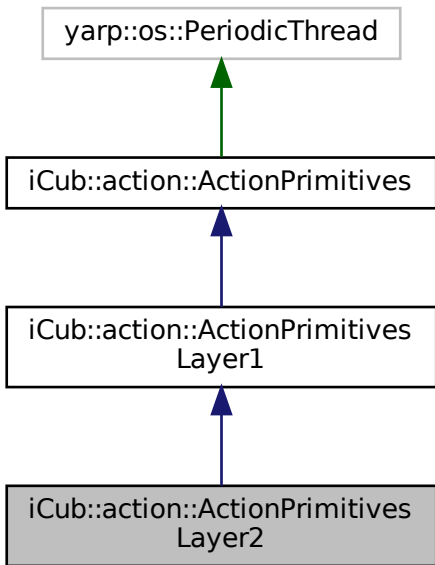 yarp::os::PeriodicThread
iCub::action::ActionPrimitives
iCub::action::ActionPrimitives
Layer1
iCub::action::ActionPrimitives
Layer2